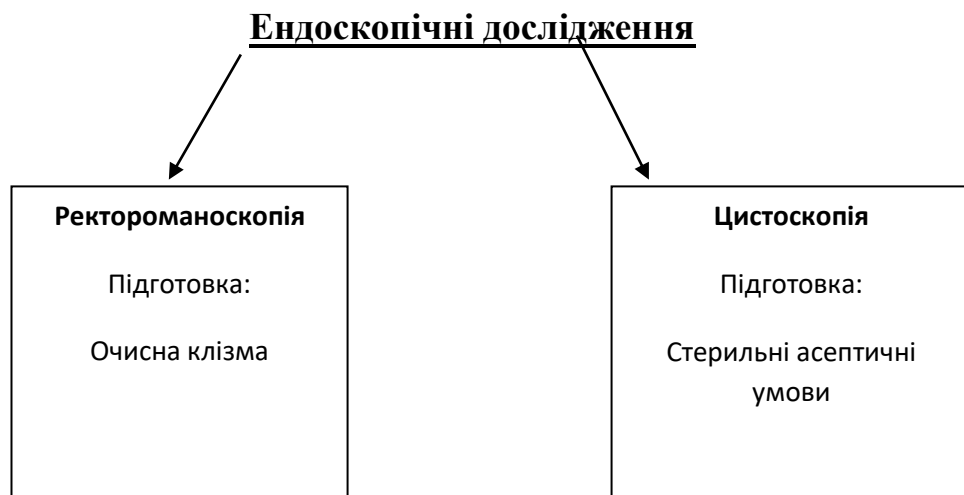 Ендоскопічні дослідження
Ректороманоскопія
Підготовка:
Очисна клізма
Цистоскопія
Підготовка:
Стерильні асептичні
умови